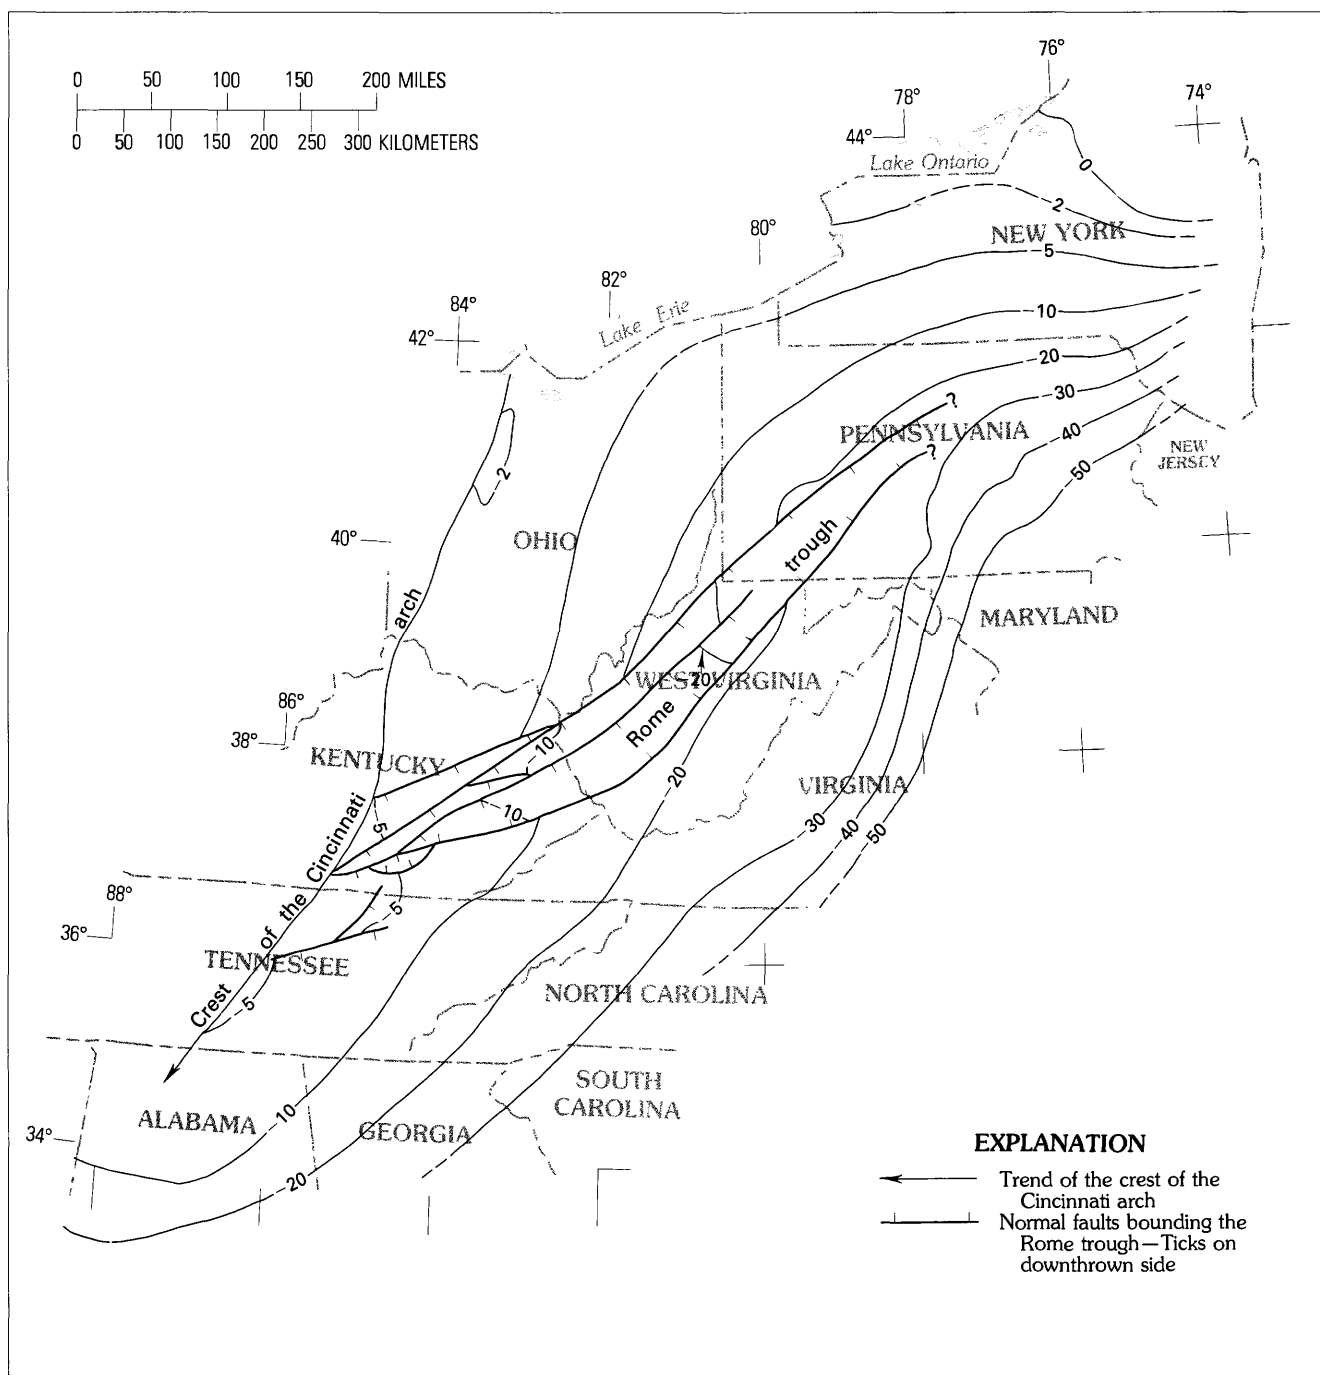 0 50 100 150 200 MILES
0 50 100 150 200 250 300 KILOMETERS
76°
78°
74°
44°
Lake Ontario
0
2
NEW YORK
80°
-5
82°
84°
Lake Erie
42°
-10
-20
-30
PENNSYLVANIA
?
?
-40
NEW
JERSEY
-50
-2
OHIO
40°
trough
arch
MARYLAND
WEST VIRGINIA
-20
86°
38°
Rome
KENTUCKY
-10
-20
VIRGINIA
-10
-5
-30
-40
-50
Crest of the Cincinnati
88°
36°
-5
TENNESSEE
NORTH CAROLINA
-5
SOUTH
CAROLINA
ALABAMA
-10
GEORGIA
34°
-20
EXPLANATION
Trend of the crest of the
Cincinnati arch
Normal faults bounding the
Rome trough—Ticks on
downthrown side